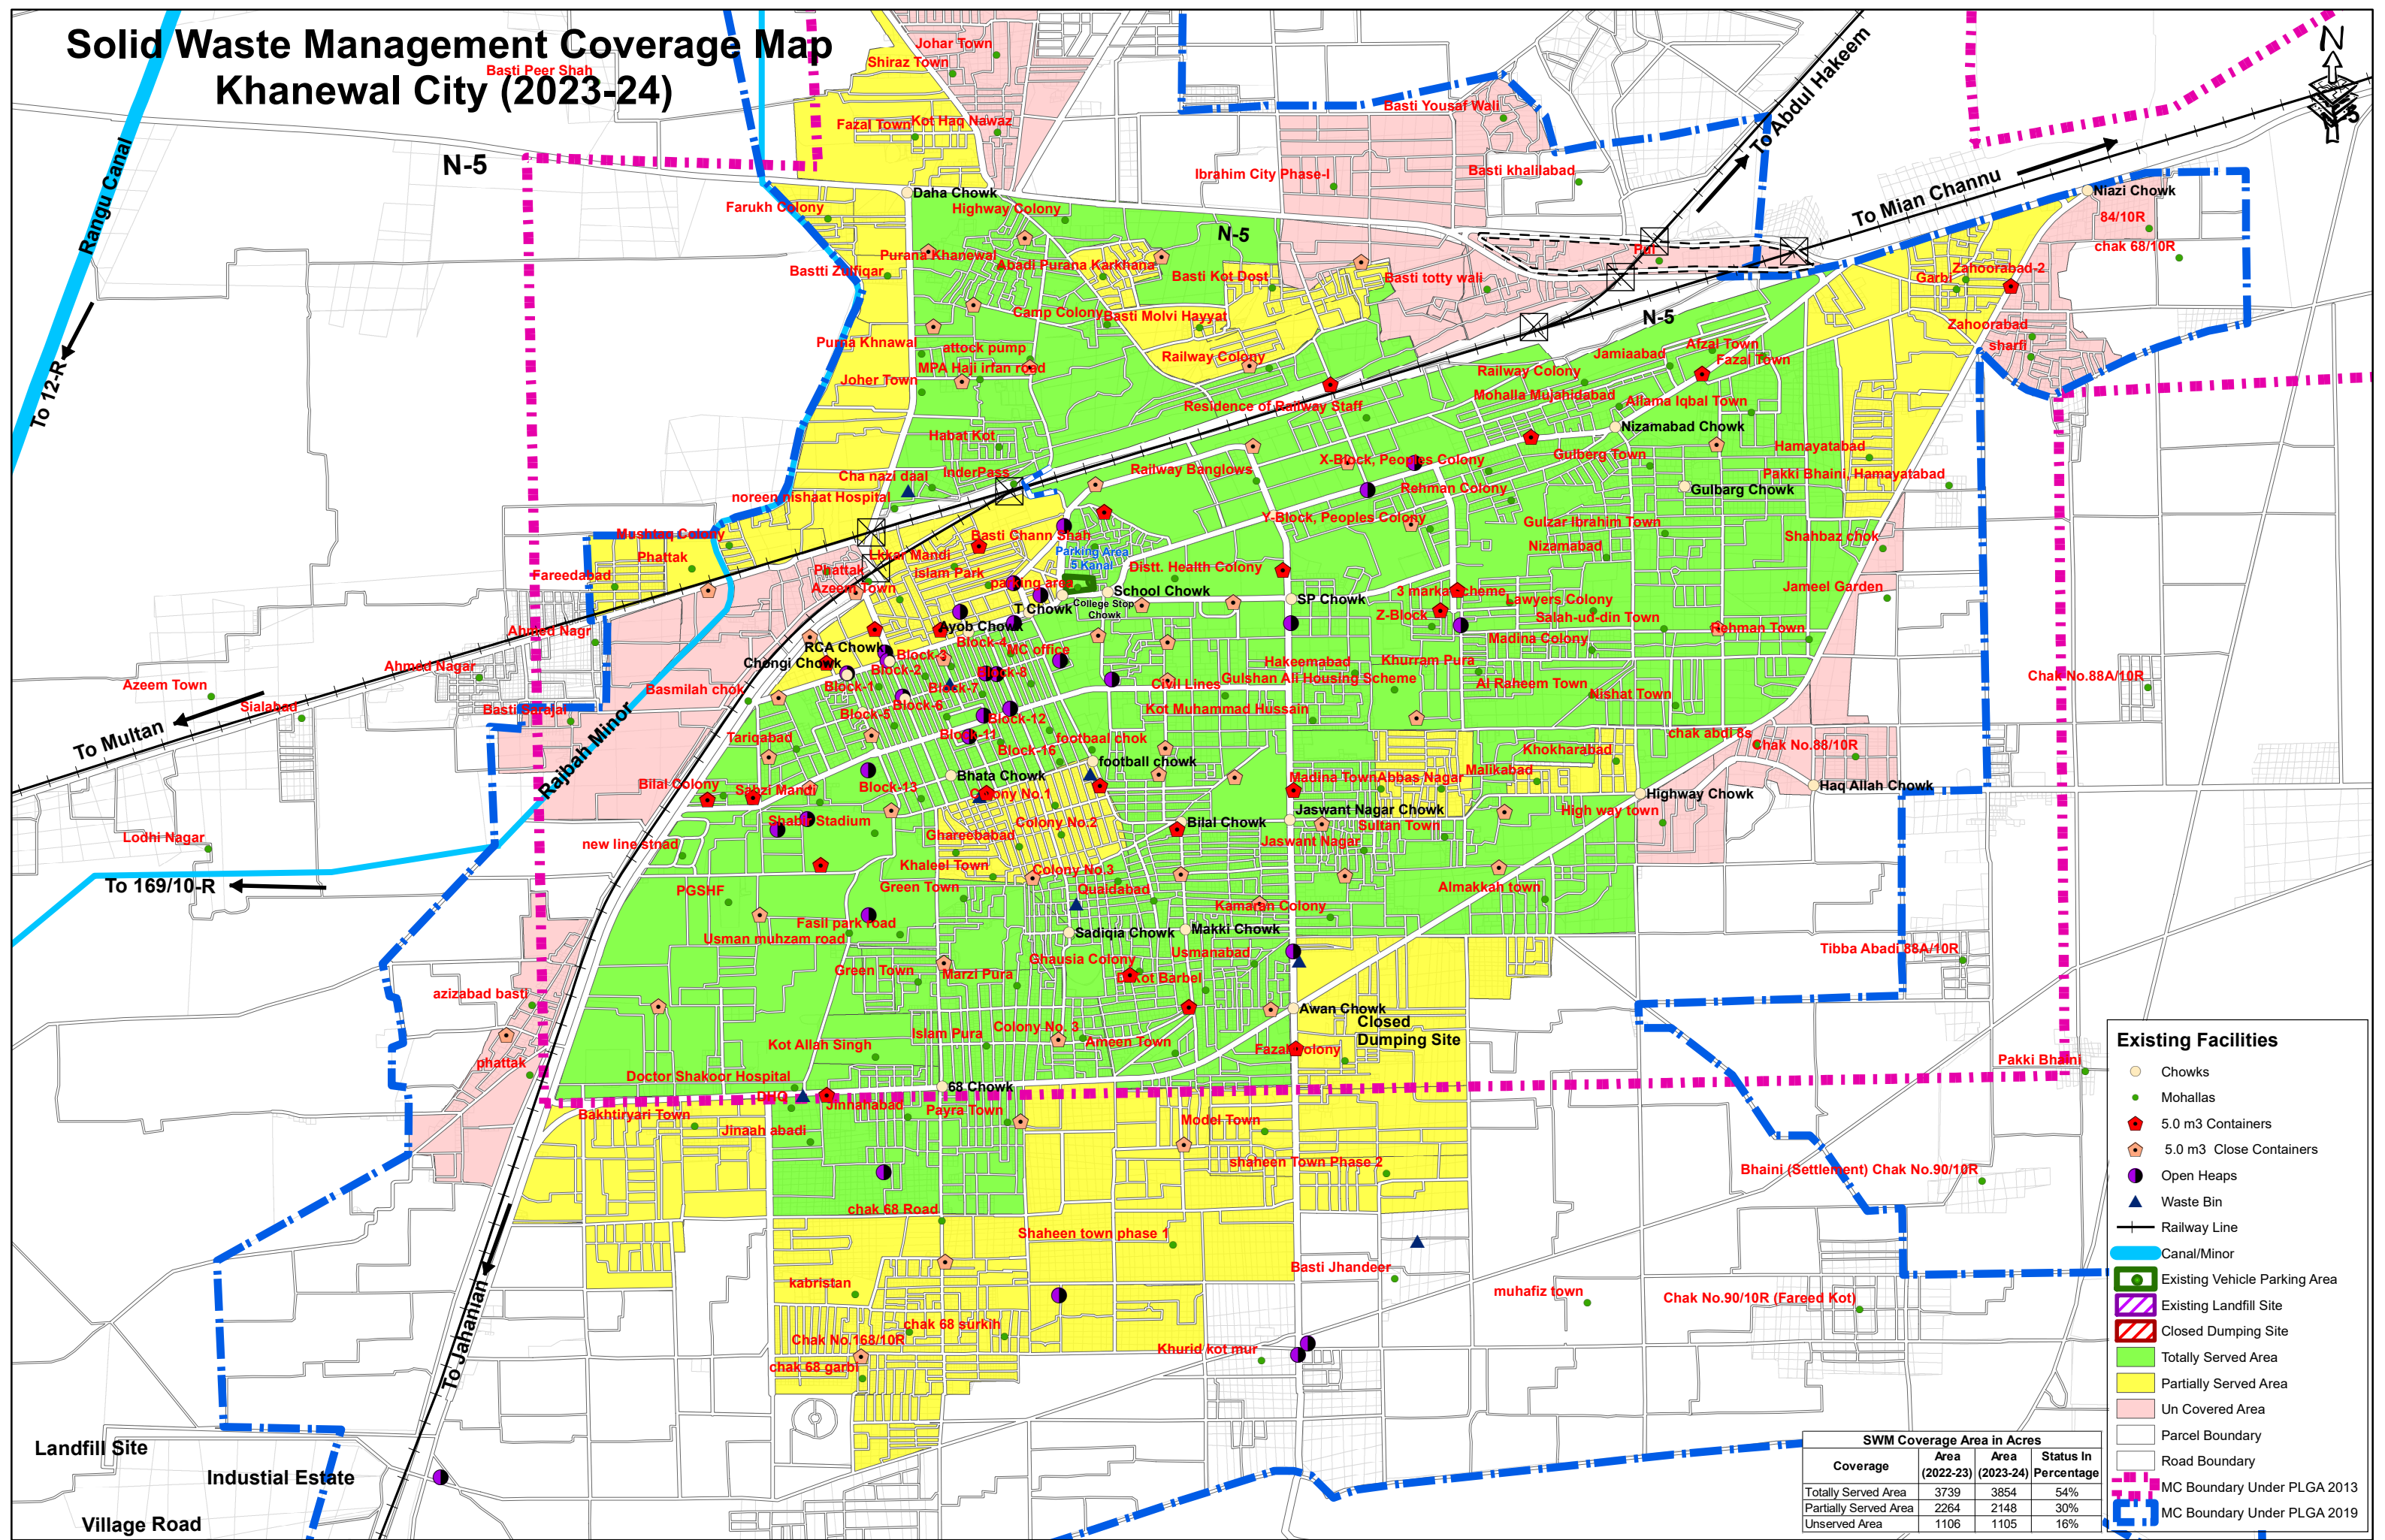 Solid Waste Management Coverage Map
Khanewal City (2023-24)
Basti Peer Shah
Johar Town
Shiraz Town
N
5
Rangu Canal
N-5
Fazal Town
Kot Haq Nawaz
Basti Yousaf Wali
To Abdul Hakeem
Ibrahim City Phase-I
Basti khalilabad
Daha Chowk
To Mian Channu
Niazi Chowk
Farukh Colony
Highway Colony
84/10R
N-5
chak 68/10R
Purana Khanewal
Abadi Purana Karkhana
Bastti Zulfiqar
Basti Kot Dost
Basti totty wali
Garbi
Zahoorabad-2
Camp Colony
Basti Molvi Hayyat
N-5
Zahoorabad
To 12-R
Purna Khnawal
attock pump
Railway Colony
Jamiaabad
Afzal Town
sharfi
MPA Haji irfan road
Fazal Town
Joher Town
Railway Colony
Mohalla Mujahidabad
Allama Iqbal Town
Residence of Railway Staff
Nizamabad Chowk
Habat Kot
Hamayatabad
Cha nazi daal
InderPass
Railway Banglows
X-Block, Peoples Colony
Gulberg Town
Pakki Bhaini, Hamayatabad
noreen nishaat Hospital
Rehman Colony
Gulbarg Chowk
Y-Block, Peoples Colony
Gulzar Ibrahim Town
Mushtaq Colony
Basti Chann Shah
Shahbaz chok
Phattak
Lkkar Mandi
Parking Area
5 Kanal
Nizamabad
Fareedabad
Phattak
Islam Park
Distt. Health Colony
Azeem Town
parking area
School Chowk
3 marka scheme
Jameel Garden
T Chowk
College Stop
Chowk
SP Chowk
Lawyers Colony
Z-Block
Salah-ud-din Town
Ahmed Nagr
Ayob Chowk
Rehman Town
Block-4
Madina Colony
RCA Chowk
Block-3
MC office
Chongi Chowk
Hakeemabad
Khurram Pura
Ahmed Nagar
Block-2
Block-8
Chak No.88A/10R
Azeem Town
Basmilah chok
Block-1
Block-7
Civil Lines
Gulshan Ali Housing Scheme
Al Raheem Town
Nishat Town
Sialabad
Basti Barajal
Block-5
Block-6
Kot Muhammad Hussain
Block-12
To Multan
Rajbah Minor
Tariqabad
Block-11
footbaal chok
chak abdi 8s
Block-16
Khokharabad
Chak No.88/10R
Bhata Chowk
football chowk
Madina Town
Abbas Nagar
Malikabad
Bilal Colony
Sabzi Mandi
Block-13
Colony No.1
Highway Chowk
Haq Allah Chowk
Jaswant Nagar Chowk
High way town
Colony No.2
Bilal Chowk
Sultan Town
Lodhi Nagar
new line stnad
Ghareebabad
Jaswant Nagar
Khaleel Town
Colony No.3
To 169/10-R
PGSHF
Green Town
Quaidabad
Almakkah town
Kamaran Colony
Fasil park road
Sadiqia Chowk
Makki Chowk
Usman muhzam road
Usmanabad
Tibba Abadi 88A/10R
Green Town
Marzi Pura
Ghausia Colony
azizabad basti
Awan Chowk
Closed
Dumping Site
Islam Pura
Colony No. 3
Ameen Town
Kot Allah Singh
phattak
Pakki Bhaini
Doctor Shakoor Hospital
68 Chowk
DHQ
Jinnahabad
Payra Town
Bakhtiryari Town
Jinaah abadi
Model Town
shaheen Town Phase 2
Bhaini (Settlement) Chak No.90/10R
chak 68 Road
Shaheen town phase 1
Basti Jhandeer
kabristan
muhafiz town
Chak No.90/10R (Fareed Kot)
To Jahanian
chak 68 surkih
Chak No.168/10R
Khurid kot mur
chak 68 garbi
Landfill Site
Industial Estate
Village Road
Existing Facilities
Chowks
Mohallas
5.0 m3 Containers
5.0 m3 Close Containers
Open Heaps
Waste Bin
Railway Line
Canal/Minor
Existing Vehicle Parking Area
Existing Landfill Site
Closed Dumping Site
Totally Served Area
Partially Served Area
Un Covered Area
Parcel Boundary
Road Boundary
MC Boundary Under PLGA 2013
MC Boundary Under PLGA 2019
SWM Coverage Area in Acres
Coverage Area (2022-23) Area (2023-24) Status In Percentage
Totally Served Area 3739 3854 54%
Partially Served Area 2264 2148 30%
Unserved Area 1106 1105 16%